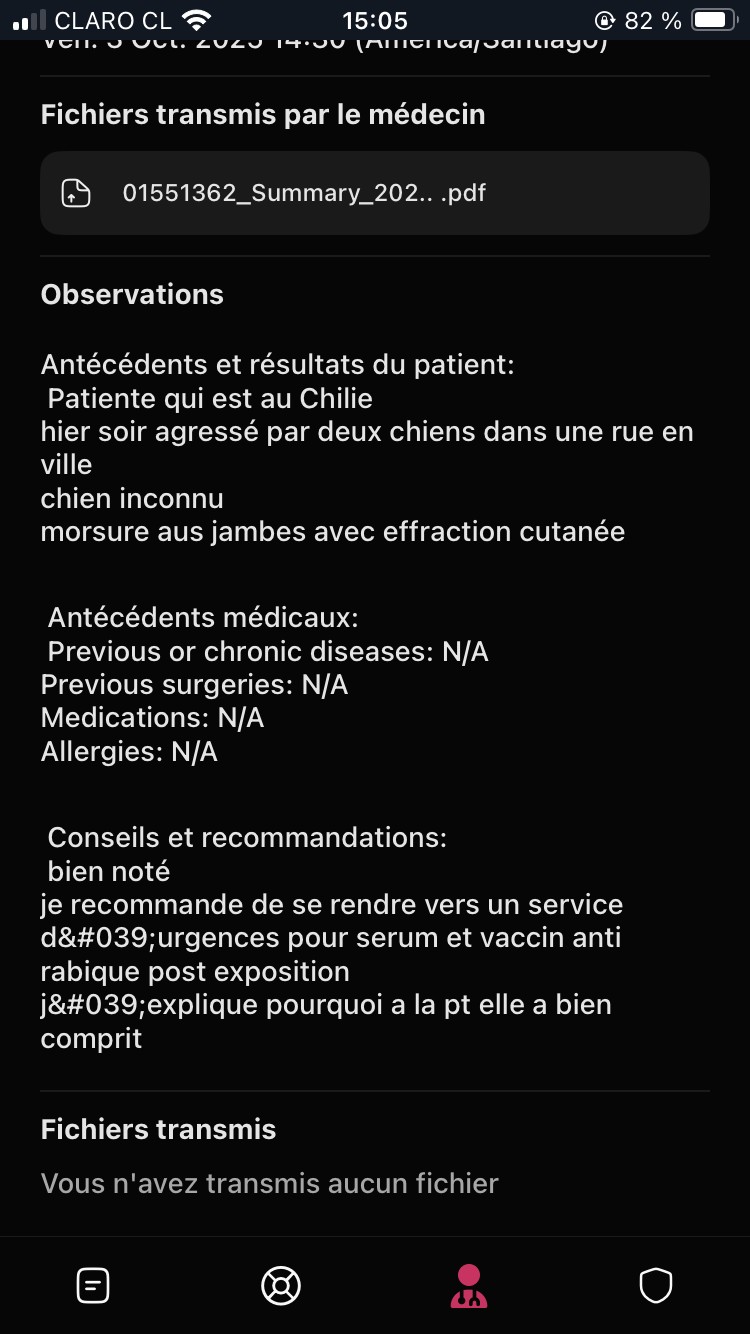 CLARO CL 15:05 82 %
Ven. 3 Oct. 2025 14:30 (America/Santiago)
Fichiers transmis par le médecin
01551362_Summary_202.. .pdf
Observations
Antécédents et résultats du patient:
Patiente qui est au Chilie
hier soir agressé par deux chiens dans une rue en
ville
chien inconnu
morsure aus jambes avec effraction cutanée
Antécédents médicaux:
Previous or chronic diseases: N/A
Previous surgeries: N/A
Medications: N/A
Allergies: N/A
Conseils et recommandations:
bien noté
je recommande de se rendre vers un service
d&#039;urgences pour serum et vaccin anti
rabique post exposition
j&#039;explique pourquoi a la pt elle a bien
comprit
Fichiers transmis
Vous n'avez transmis aucun fichier